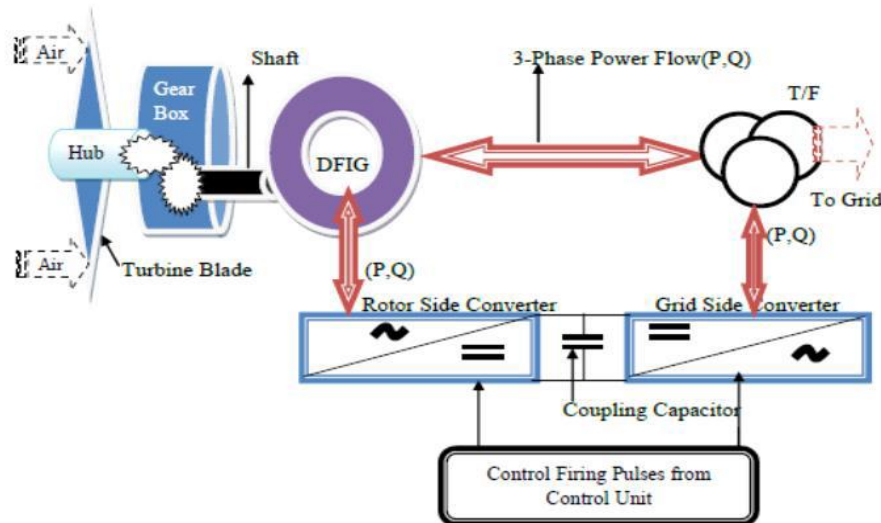 Air
Shaft
3-Phase Power Flow(P,Q)
T/F
Gear
Box
Hub
DFIG
To Grid
Air
Turbine Blade
(P,Q)
(P,Q)
Rotor Side Converter
Grid Side Converter
Coupling Capacitor
Control Firing Pulses from
Control Unit